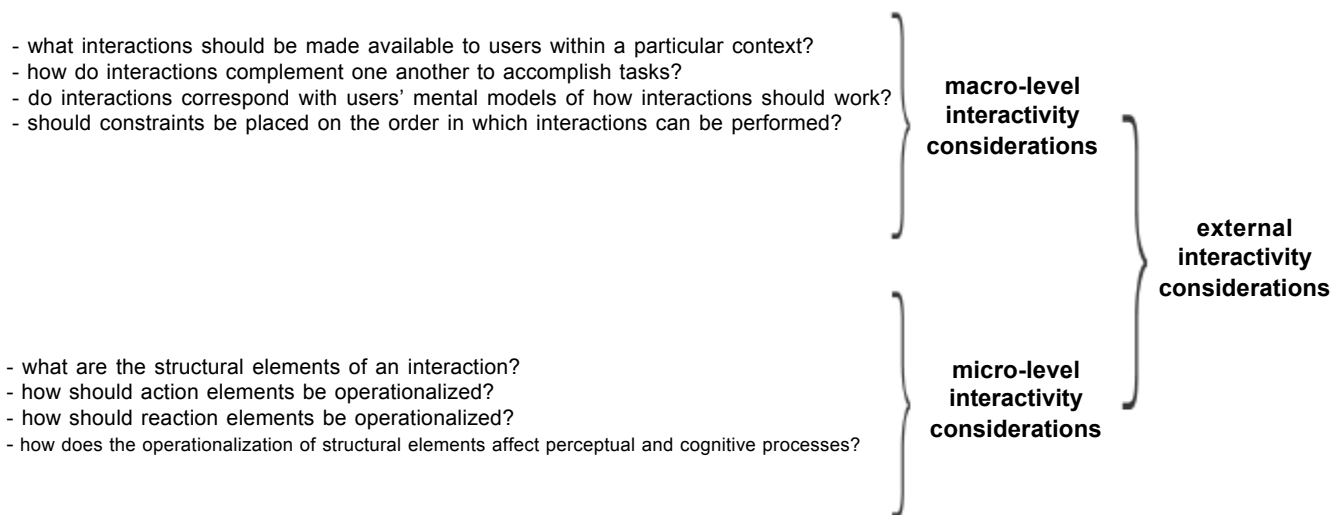 - what interactions should be made available to users within a particular context?
- how do interactions complement one another to accomplish tasks?
- do interactions correspond with users’ mental models of how interactions should work?
- should constraints be placed on the order in which interactions can be performed?
macro-level
interactivity
considerations
- what are the structural elements of an interaction?
- how should action elements be operationalized?
- how should reaction elements be operationalized?
- how does the operationalization of structural elements affect perceptual and cognitive processes?
micro-level
interactivity
considerations
external
interactivity
considerations